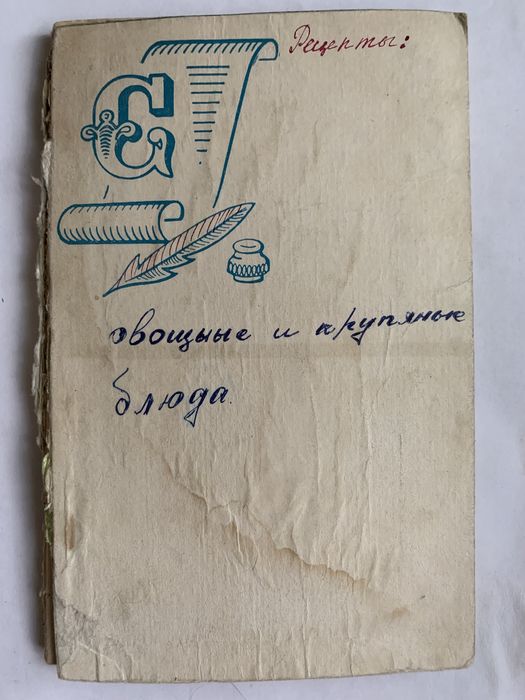 Рецепты:
С
овощные и крупяные
блюда.